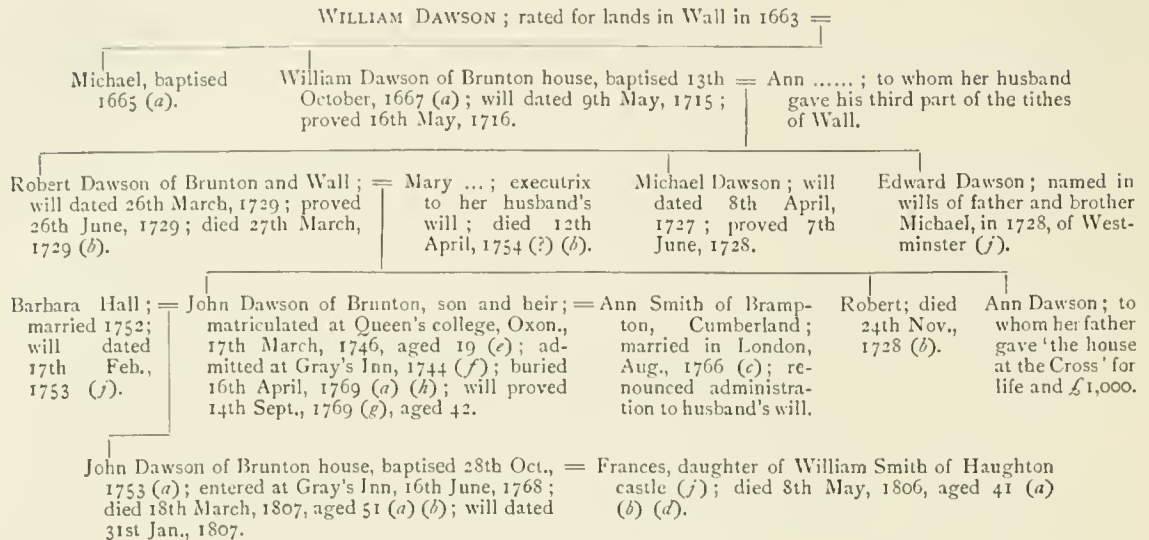 WILLIAM DAWSON ; rated for lands in Wall in 1663 =
Michael, baptised
1665 (a).
William Dawson of Brunton house, baptised 13th
October, 1667 (a) ; will dated 9th May, 1715 ;
proved 16th May, 1716.
= Ann ...... ; to whom her husband
gave his third part of the tithes
of Wall.
Robert Dawson of Brunton and Wall ;
will dated 26th March, 1729 ; proved
26th June, 1729 ; died 27th March,
1729 (b).
= Mary ... ; executrix
to her husband's
will ; died 12th
April, 1754 (?) (b).
Michael Dawson ; will
dated 8th April,
1727 ; proved 7th
June, 1728.
Edward Dawson ; named in
wills of father and brother
Michael, in 1728, of West-
minster (j).
Barbara Hall ;
married 1752;
will dated
17th Feb.,
1753 (j).
= John Dawson of Brunton, son and heir ;
matriculated at Queen's college, Oxon.,
17th March, 1746, aged 19 (e) ; ad-
mitted at Gray's Inn, 1744 (f) ; buried
16th April, 1769 (a) (h) ; will proved
14th Sept., 1769 (g), aged 42.
= Ann Smith of Bramp-
ton, Cumberland ;
married in London,
Aug., 1766 (c) ; re-
nounced administra-
tion to husband's will.
Robert; died
24th Nov.,
1728 (b).
Ann Dawson ; to
whom her father
gave 'the house
at the Cross' for
life and £1,000.
John Dawson of Brunton house, baptised 28th Oct.,
1753 (a) ; entered at Gray's Inn, 16th June, 1768 ;
died 18th March, 1807, aged 51 (a) (b) ; will dated
31st Jan., 1807.
= Frances, daughter of William Smith of Haughton
castle (j) ; died 8th May, 1806, aged 41 (a)
(b) (d).